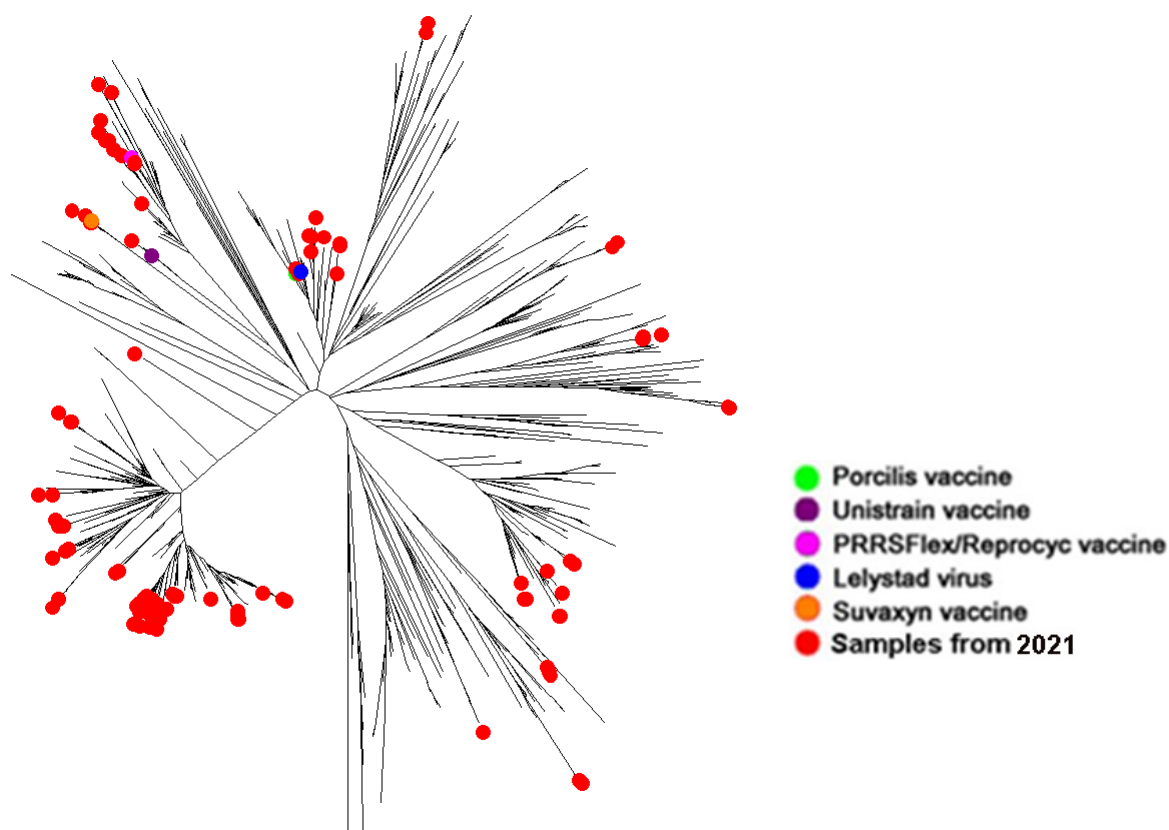 Porcilis vaccine
Unistrain vaccine
PRRSFlex/Reprocyc vaccine
Lelystad virus
Suvaxyn vaccine
Samples from 2021